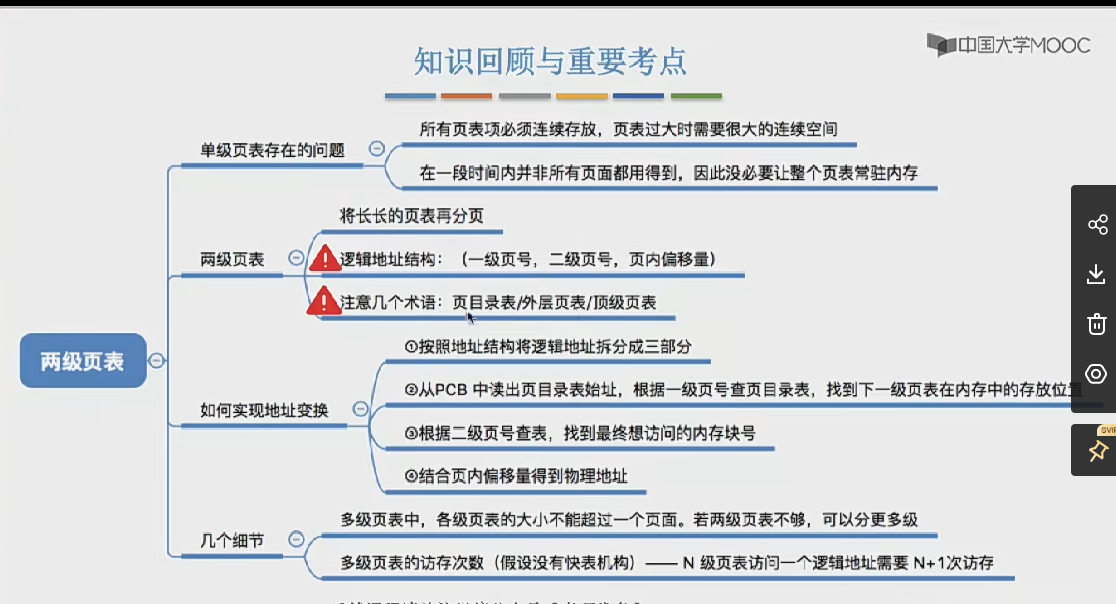 中国大学MOOC
知识回顾与重要考点
单级页表存在的问题
所有页表项必须连续存放，页表过大时需要很大的连续空间
在一段时间内并非所有页面都用得到，因此没必要让整个页表常驻内存
两级页表
将长长的页表再分页
逻辑地址结构：（一级页号，二级页号，页内偏移量）
注意几个术语：页目录表/外层页表/顶级页表
两级页表
如何实现地址变换
①按照地址结构将逻辑地址拆分成三部分
②从PCB 中读出页目录表始址，根据一级页号查页目录表，找到下一级页表在内存中的存放位置
③根据二级页号查表，找到最终想访问的内存块号
④结合页内偏移量得到物理地址
几个细节
多级页表中，各级页表的大小不能超过一个页面。若两级页表不够，可以分更多级
多级页表的访存次数（假设没有快表机构）—— N 级页表访问一个逻辑地址需要 N+1次访存